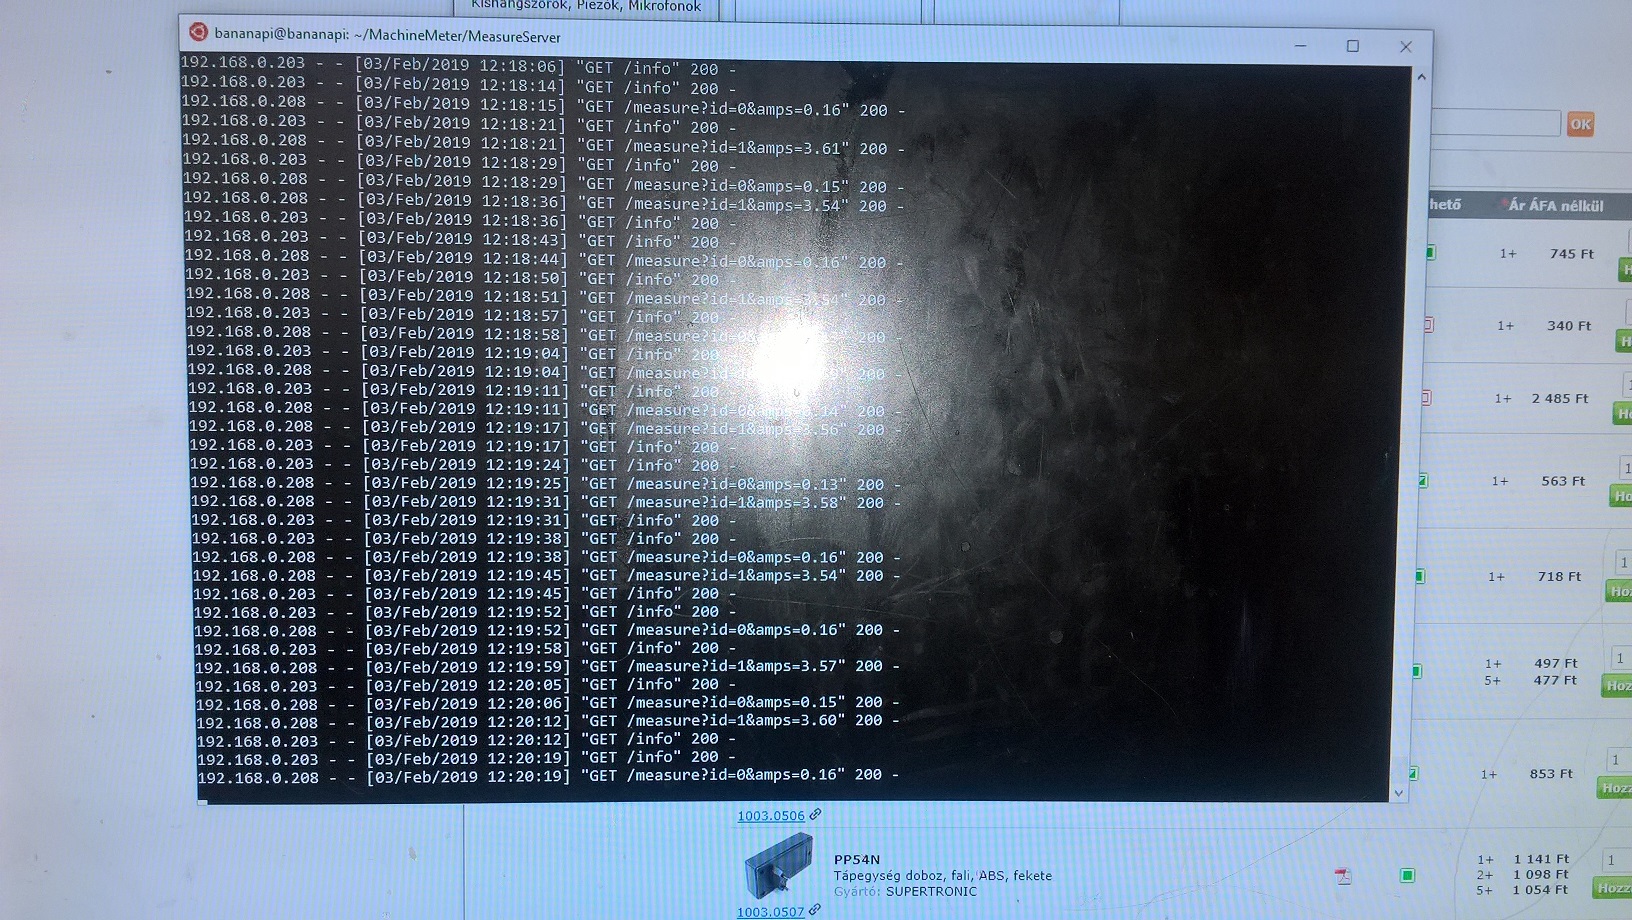 Kishangszórók, Piezók, Mikrofonok
bananapi@bananapi: ~/MachineMeter/MeasureServer
192.168.0.203 - - [03/Feb/2019 12:18:06] "GET /info" 200 -
192.168.0.203 - - [03/Feb/2019 12:18:14] "GET /info" 200 -
192.168.0.208 - - [03/Feb/2019 12:18:15] "GET /measure?id=0&amps=0.16" 200 -
192.168.0.203 - - [03/Feb/2019 12:18:21] "GET /info" 200 -
192.168.0.208 - - [03/Feb/2019 12:18:21] "GET /measure?id=1&amps=3.61" 200 -
192.168.0.203 - - [03/Feb/2019 12:18:29] "GET /info" 200 -
192.168.0.208 - - [03/Feb/2019 12:18:29] "GET /measure?id=0&amps=0.15" 200 -
192.168.0.208 - - [03/Feb/2019 12:18:36] "GET /measure?id=1&amps=3.54" 200 -
192.168.0.203 - - [03/Feb/2019 12:18:36] "GET /info" 200 -
192.168.0.203 - - [03/Feb/2019 12:18:43] "GET /info" 200 -
192.168.0.208 - - [03/Feb/2019 12:18:44] "GET /measure?id=0&amps=0.16" 200 -
192.168.0.203 - - [03/Feb/2019 12:18:50] "GET /info" 200 -
192.168.0.208 - - [03/Feb/2019 12:18:51] "GET /measure?id=1&amps=3.54" 200 -
192.168.0.203 - - [03/Feb/2019 12:18:57] "GET /info" 200 -
192.168.0.208 - - [03/Feb/2019 12:18:58] "GET 200 -
192.168.0.203 - - [03/Feb/2019 12:19:04] "GET /info" 200 -
192.168.0.208 - - [03/Feb/2019 12:19:04] "GET 200 -
192.168.0.203 - - [03/Feb/2019 12:19:11] "GET /info" 200 -
192.168.0.208 - - [03/Feb/2019 12:19:11] "GET /measure?id=0&amps=0.14" 200 -
192.168.0.208 - - [03/Feb/2019 12:19:17] "GET /measure?id=1&amps=3.56" 200 -
192.168.0.203 - - [03/Feb/2019 12:19:17] "GET /info" 200 -
192.168.0.203 - - [03/Feb/2019 12:19:24] "GET /info" 200 -
192.168.0.208 - - [03/Feb/2019 12:19:25] "GET /measure?id=0&amps=0.13" 200 -
192.168.0.208 - - [03/Feb/2019 12:19:31] "GET /measure?id=1&amps=3.58" 200 -
192.168.0.203 - - [03/Feb/2019 12:19:31] "GET /info" 200 -
192.168.0.203 - - [03/Feb/2019 12:19:38] "GET /info" 200 -
192.168.0.208 - - [03/Feb/2019 12:19:38] "GET /measure?id=0&amps=0.16" 200 -
192.168.0.208 - - [03/Feb/2019 12:19:45] "GET /measure?id=1&amps=3.54" 200 -
192.168.0.203 - - [03/Feb/2019 12:19:45] "GET /info" 200 -
192.168.0.203 - - [03/Feb/2019 12:19:52] "GET /info" 200 -
192.168.0.208 - - [03/Feb/2019 12:19:52] "GET /measure?id=0&amps=0.16" 200 -
192.168.0.203 - - [03/Feb/2019 12:19:58] "GET /info" 200 -
192.168.0.208 - - [03/Feb/2019 12:19:59] "GET /measure?id=1&amps=3.57" 200 -
192.168.0.203 - - [03/Feb/2019 12:20:05] "GET /info" 200 -
192.168.0.208 - - [03/Feb/2019 12:20:06] "GET /measure?id=0&amps=0.15" 200 -
192.168.0.208 - - [03/Feb/2019 12:20:12] "GET /measure?id=1&amps=3.60" 200 -
192.168.0.203 - - [03/Feb/2019 12:20:12] "GET /info" 200 -
192.168.0.203 - - [03/Feb/2019 12:20:19] "GET /info" 200 -
192.168.0.208 - - [03/Feb/2019 12:20:19] "GET /measure?id=0&amps=0.16" 200 -
OK
hető Ár ÁFA nélkül
1+ 745 Ft
1+ 340 Ft
1+ 2 485 Ft 1
1+ 563 Ft 1
1+ 718 Ft 1
1+ 497 Ft 1
5+ 477 Ft Hoz
1+ 853 Ft 1
Hozz
1003.0506
PP54N
Tápegység doboz, fali, ABS, fekete
Gyártó: SUPERTRONIC
1+ 1 141 Ft 1
2+ 1 098 Ft
5+ 1 054 Ft Hozz
1003.0507